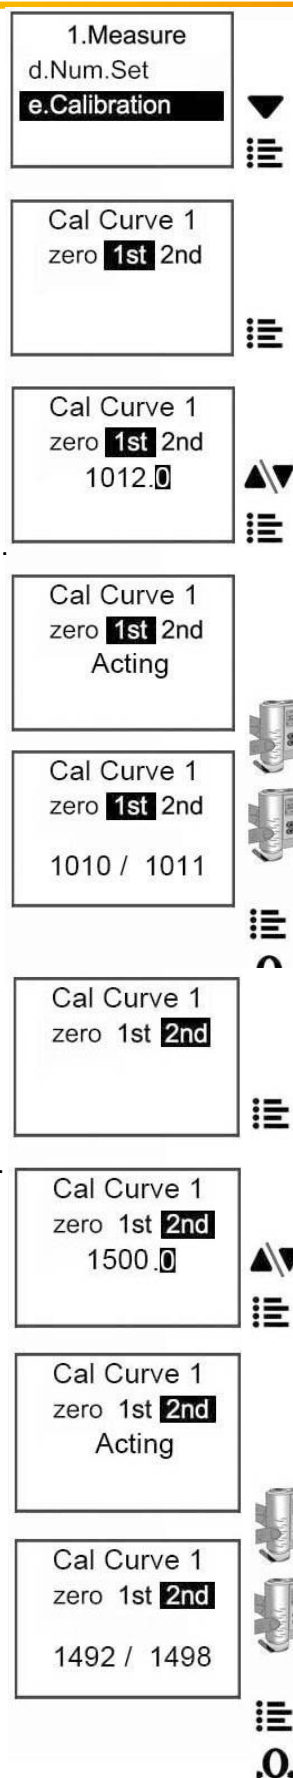 1.Measure
d.Num.Set
e.Calibration
Cal Curve 1
zero 1st 2nd
Cal Curve 1
zero 1st 2nd
1012.0
Cal Curve 1
zero 1st 2nd
Acting
Cal Curve 1
zero 1st 2nd
1010 / 1011
Cal Curve 1
zero 1st 2nd
Cal Curve 1
zero 1st 2nd
1500.0
Cal Curve 1
zero 1st 2nd
Acting
Cal Curve 1
zero 1st 2nd
1492 / 1498
.0.